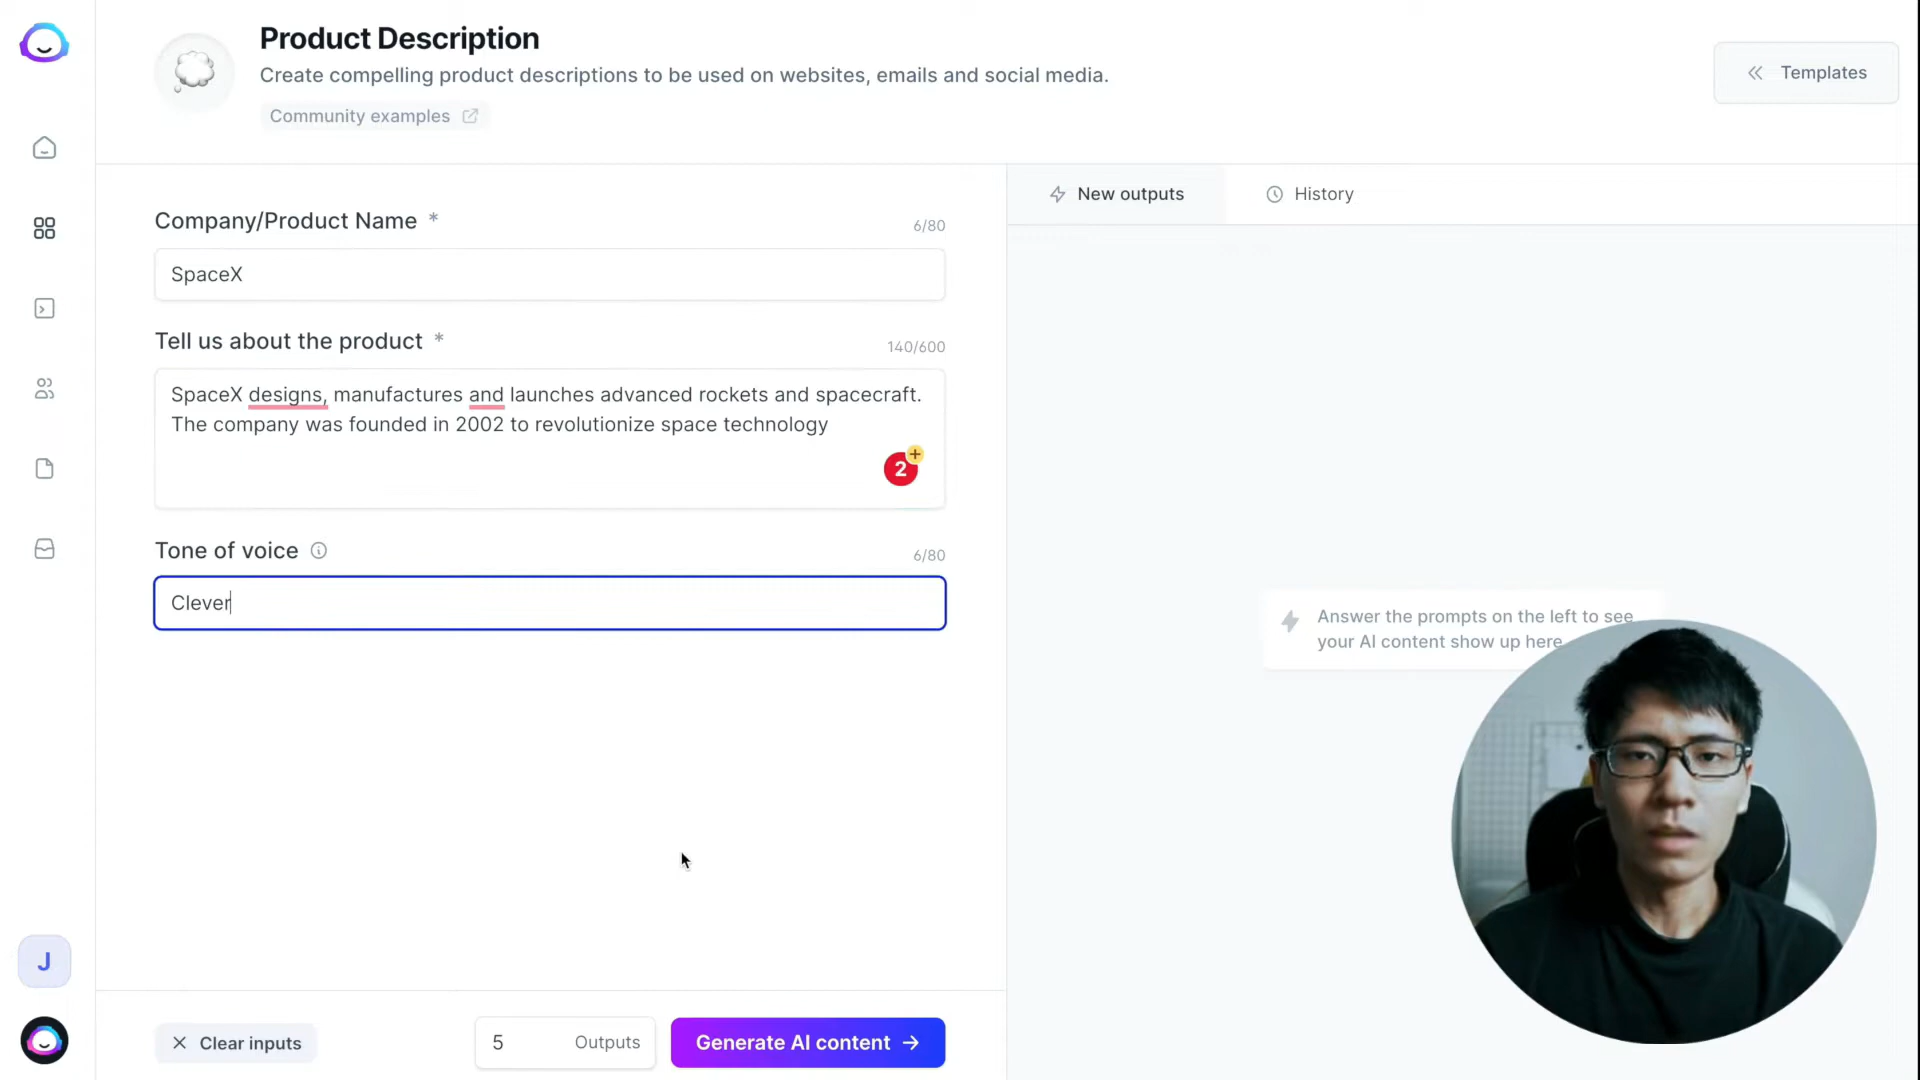 Product Description
Create compelling product descriptions to be used on websites, emails and social media.
Community examples
Templates
Company/Product Name *
6/80
SpaceX
Tell us about the product *
140/600
SpaceX designs, manufactures and launches advanced rockets and spacecraft.
The company was founded in 2002 to revolutionize space technology
2
Tone of voice
6/80
Clever
J
Clear inputs
5 Outputs
Generate AI content →
New outputs
History
Answer the prompts on the left to see
your AI content show up here